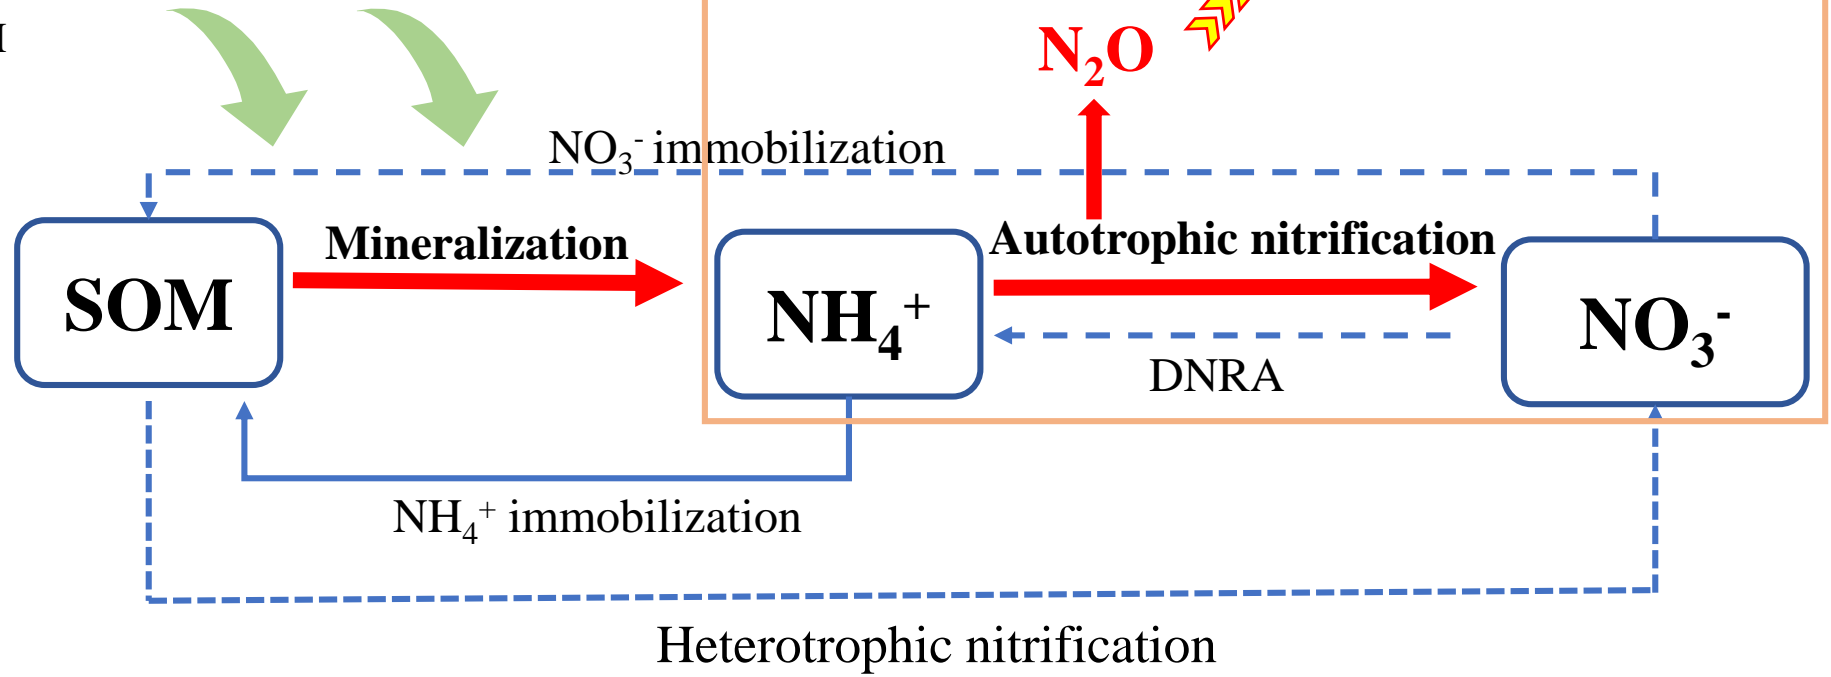 N₂O
NO₃⁻ immobilization
Mineralization
Autotrophic nitrification
SOM
NH₄⁺
NO₃⁻
DNRA
NH₄⁺ immobilization
Heterotrophic nitrification